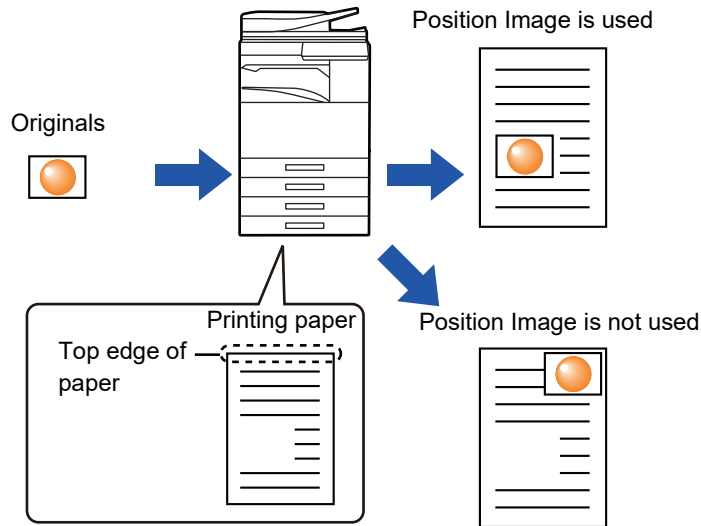 Position Image is used
Originals
Printing paper
Top edge of
paper
Position Image is not used